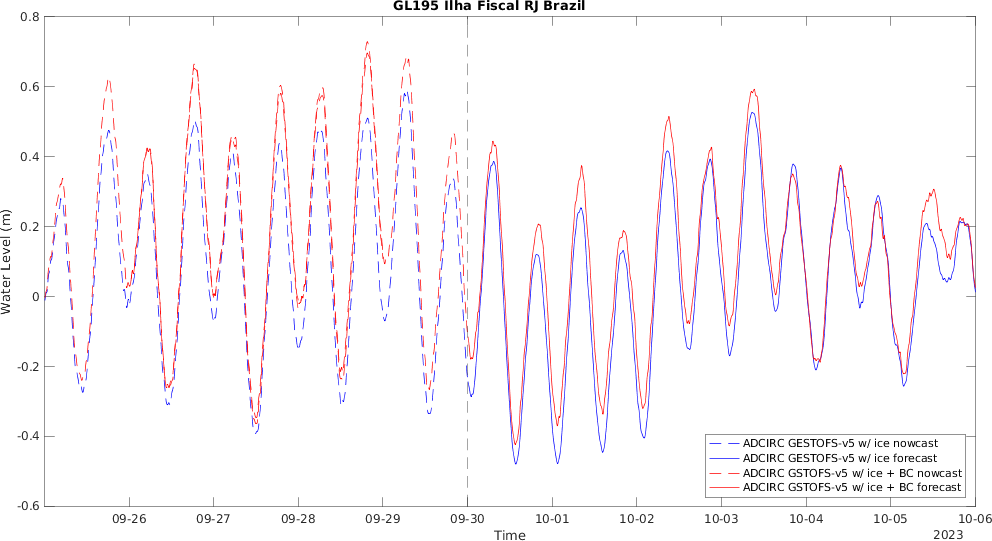 GL195 Ilha Fiscal RJ Brazil
0.8
0.6
0.4
0.2
0
-0.2
-0.4
-0.6
Water Level (m)
ADCIRC GESTOFS-v5 w/ ice nowcast
ADCIRC GESTOFS-v5 w/ ice forecast
ADCIRC GSTOFS-v5 w/ ice + BC nowcast
ADCIRC GSTOFS-v5 w/ ice + BC forecast
09-26 09-27 09-28 09-29 09-30 10-01 10-02 10-03 10-04 10-05 10-06
Time
2023